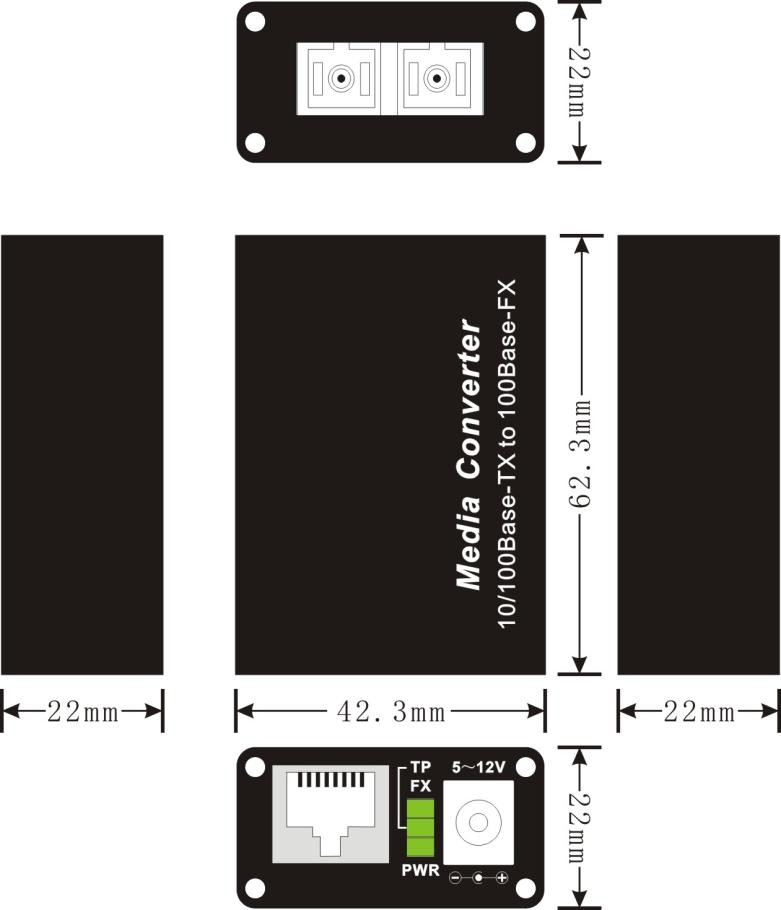 22mm
Media Converter
10/100Base-TX to 100Base-FX
62.3mm
22mm
42.3mm
22mm
TP
FX
5～12V
PWR
22mm